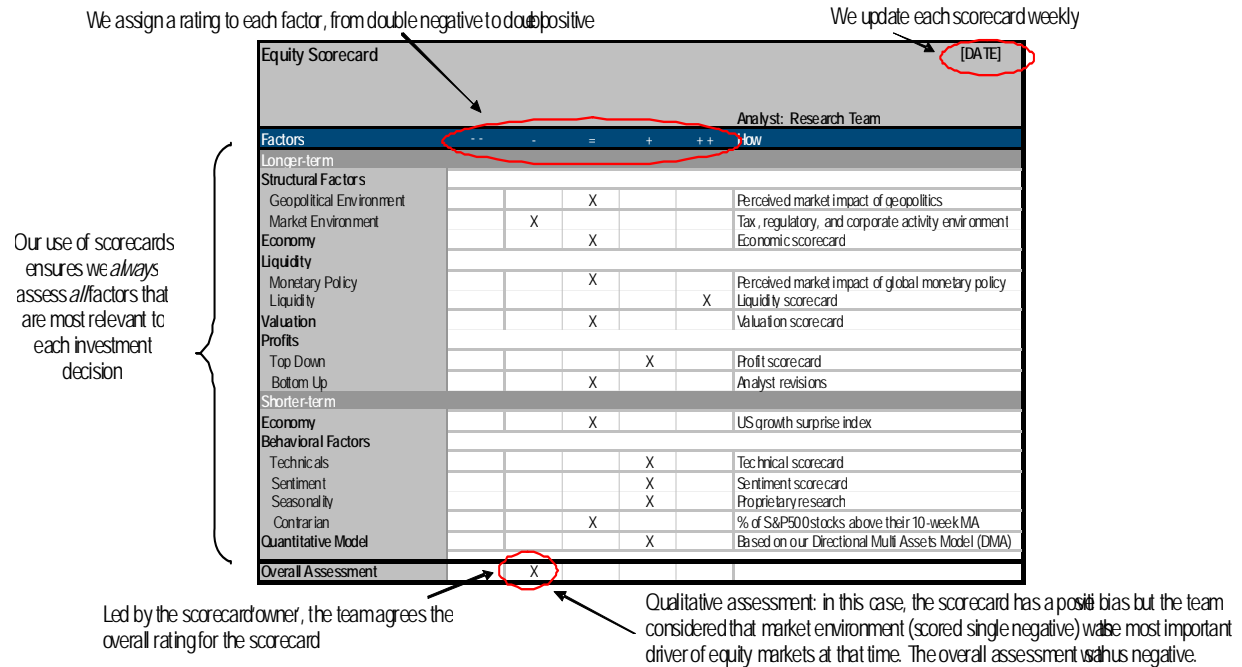 We assign a rating to each factor, from double negative to doubpositive
We update each scorecard weekly
Equity Scorecard [DATE]
Analyst: Research Team
Factors -- - = + ++ How
Longer-term
Structural Factors
Geopolitical Environment X Perceived market impact of geopolitics
Market Environment X Tax, regulatory, and corporate activity environment
Economy X Economic scorecard
Liquidity
Monetary Policy X Perceived market impact of global monetary policy
Liquidity X Liquidity scorecard
Valuation X Valuation scorecard
Profits
Top Down X Profit scorecard
Bottom Up X Analyst revisions
Shorter-term
Economy X US growth surprise index
Behavioral Factors
Technicals X Technical scorecard
Sentiment X Sentiment scorecard
Seasonality X Proprietary research
Contrarian X % of S&P500 stocks above their 10-week MA
Quantitative Model X Based on our Directional Multi Assets Model (DMA)
Overall Assessment X
Our use of scorecards
ensures we always
assess all factors that
are most relevant to
each investment
decision
Led by the scorecard 'owner', the team agrees the
overall rating for the scorecard
Qualitative assessment: in this case, the scorecard has a bias but the team
considered that market environment (scored single negative) most important
driver of equity markets at that time. The overall assessment negative.